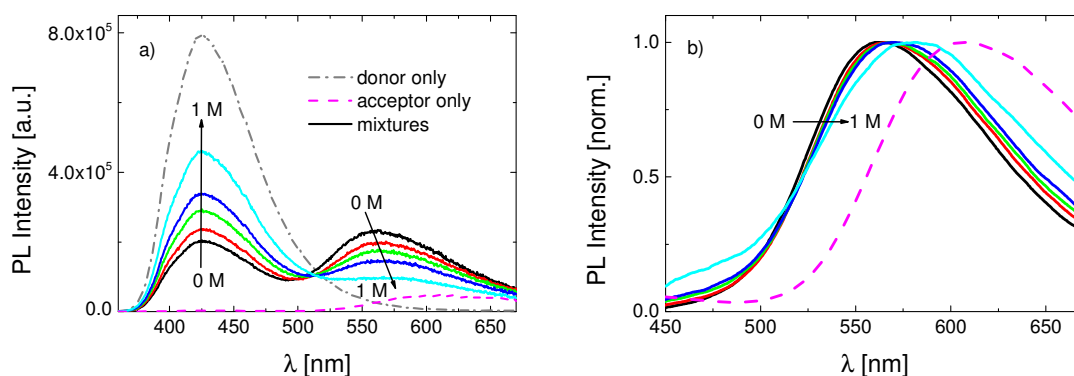 8.0x10⁵
4.0x10⁵
0.0
PL Intensity [a.u.]
a)
donor only
acceptor only
mixtures
1 M
0 M
0 M
1 M
400 450 500 550 600 650
λ [nm]
1.0
0.5
0.0
PL Intensity [norm.]
b)
0 M 1 M
450 500 550 600 650
λ [nm]